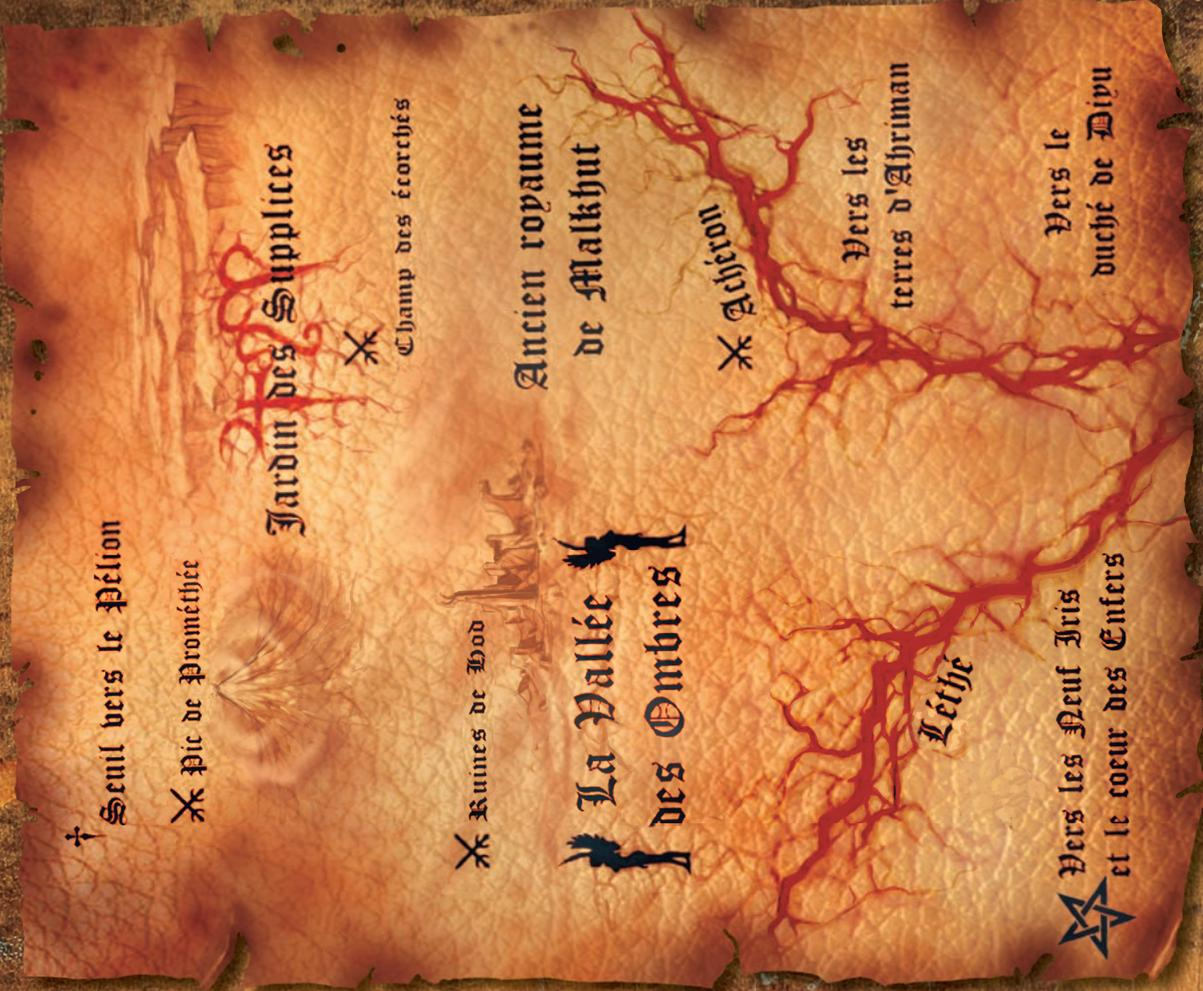 Seuil vers le Pélion
Pic de Prométhée
Jardin des Supplices
Champ des écorchés
Ruines de Hod
Ancien royaume
de Malkhut
La Vallée
des Ombres
Achéron
Vers les
terres d'Ahriman
Léthé
Vers les Neuf Iris
et le coeur des Enfers
Vers le
duché de Diyu